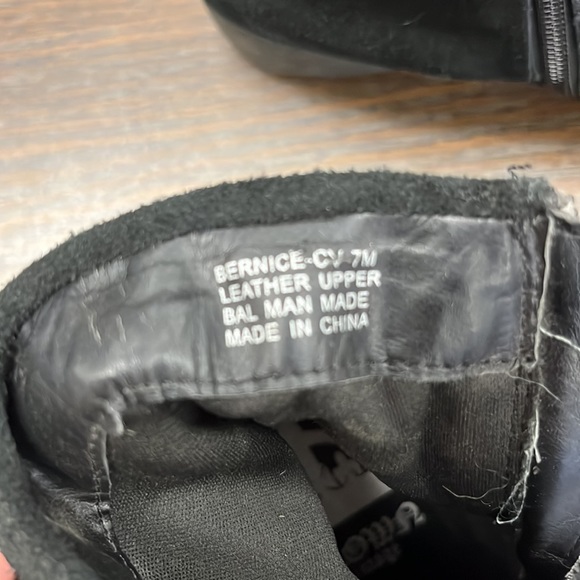 BERNICE-CV 7M
LEATHER UPPER
BAL MAN MADE
MADE IN CHINA